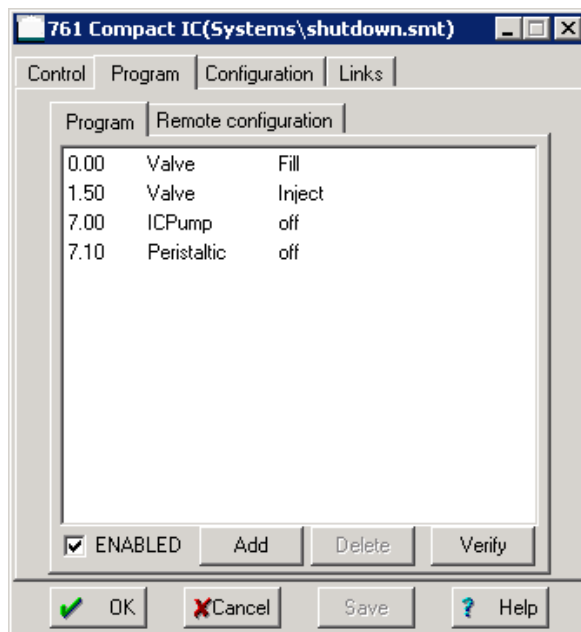 761 Compact IC(Systems\shutdown.smt)
Control Program Configuration Links
Program Remote configuration
0.00 Valve Fill
1.50 Valve Inject
7.00 ICPump off
7.10 Peristaltic off
ENABLED Add Delete Verify
OK Cancel Save ? Help